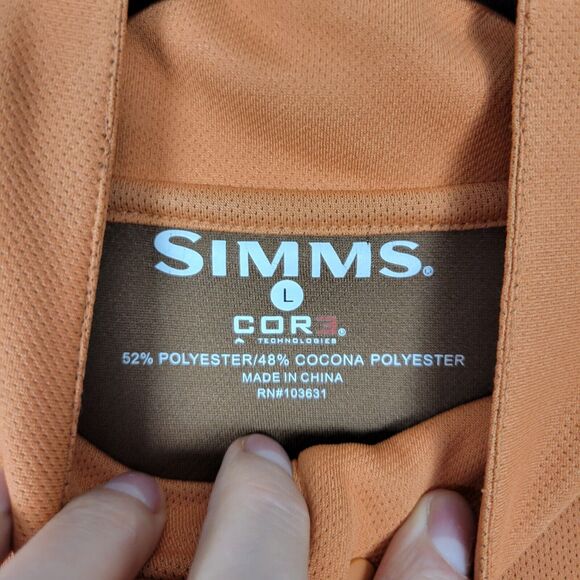 SIMMS®
L
COR3®
TECHNOLOGIES
52% POLYESTER/48% COCONA POLYESTER
MADE IN CHINA
RN#103631